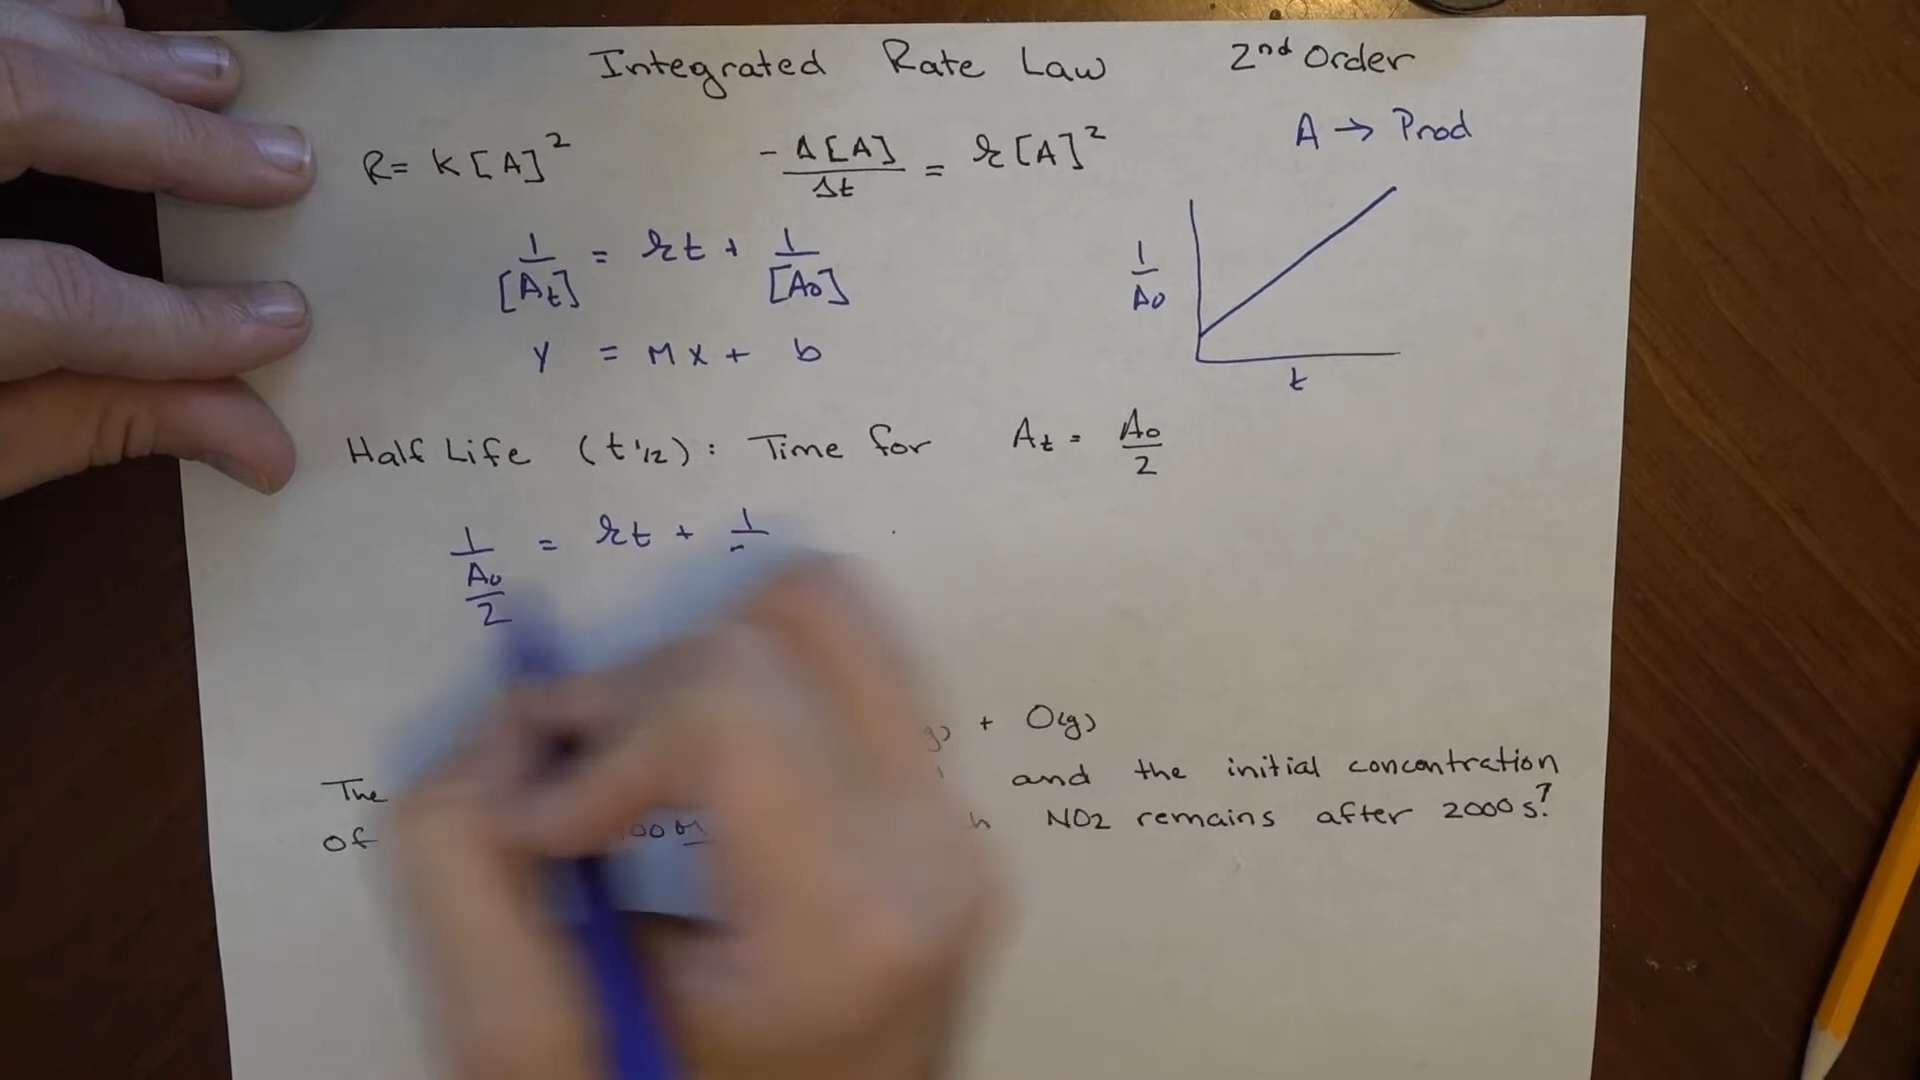 Integrated Rate Law 2nd Order
A → Prod
R = k[A]² -Δ[A]/Δt = k[A]²
1/[At] = kt + 1/[A0]
Y = Mx + b
1/A0
t
Half Life (t1/2): Time for At = A0/2
1/(A0/2) = kt + 1/
g) + O(g)
The and the initial concentration
of 100 M NO2 remains after 2000 s?